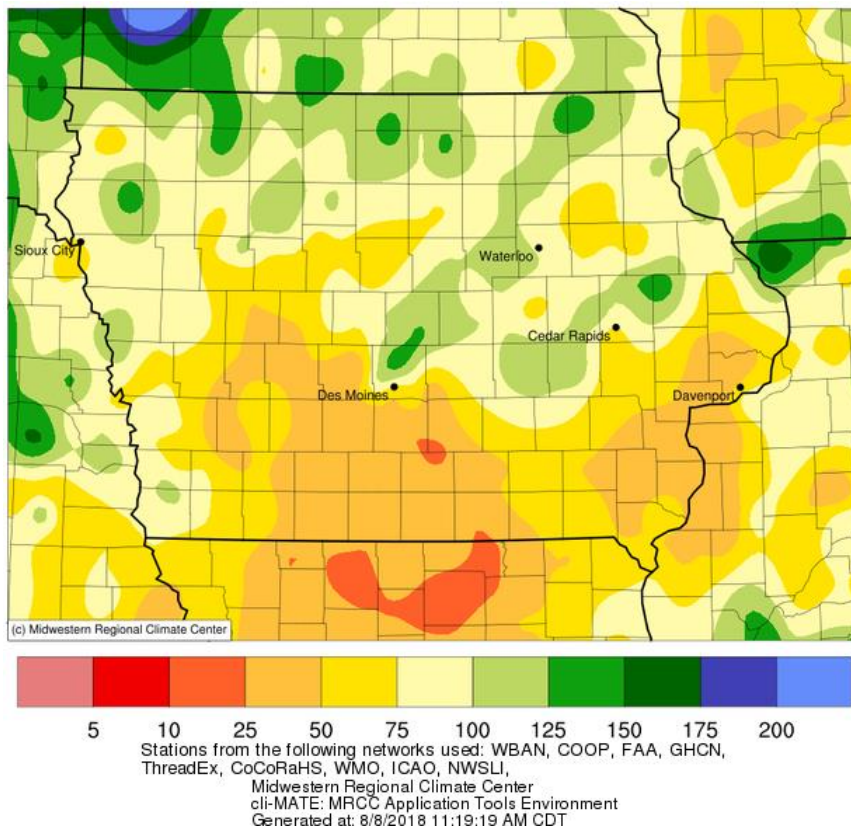 Sioux City
Waterloo
Cedar Rapids
Des Moines
Davenport
(c) Midwestern Regional Climate Center
5 10 25 50 75 100 125 150 175 200
Stations from the following networks used: WBAN, COOP, FAA, GHCN,
ThreadEx, CoCoRaHS, WMO, ICAO, NWSLI,
Midwestern Regional Climate Center
cli-MATE: MRCC Application Tools Environment
Generated at: 8/8/2018 11:19:19 AM CDT